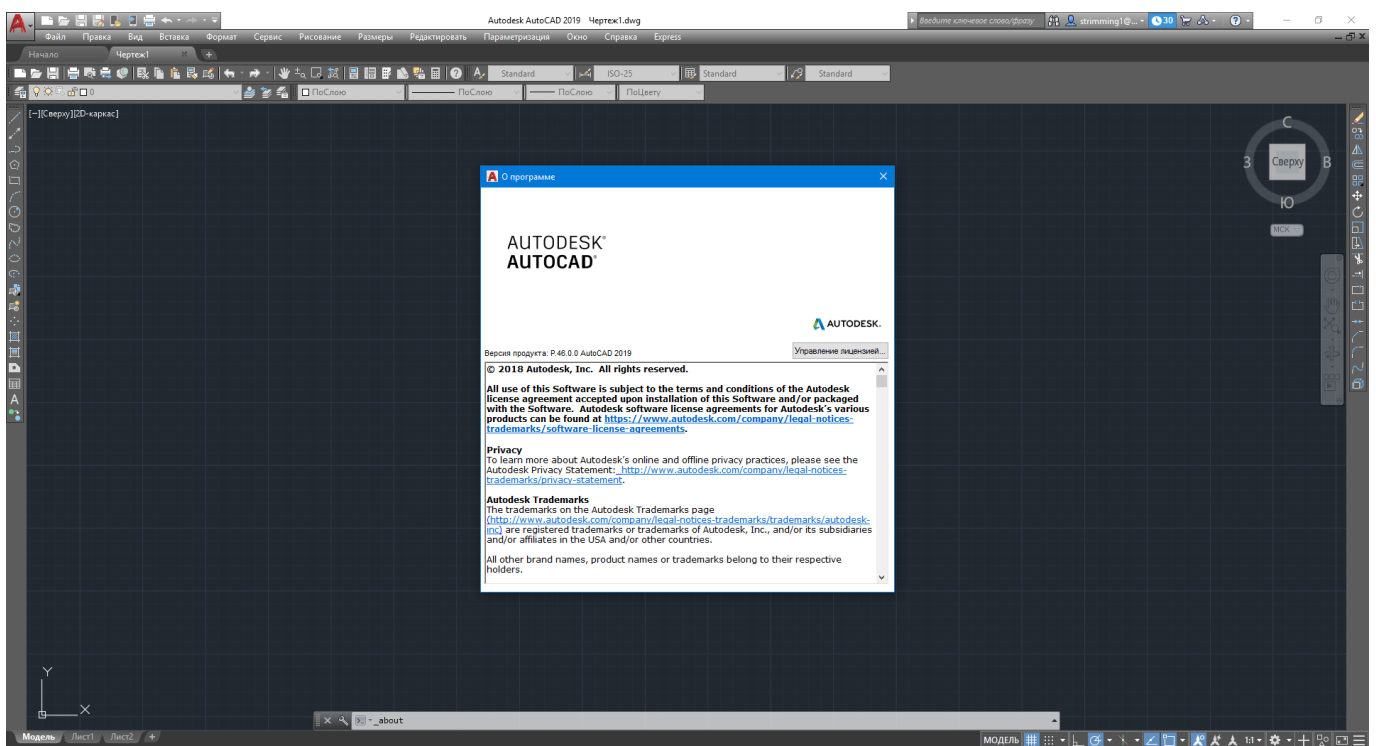 Autodesk AutoCAD 2019 Чертеж1.dwg
Введите ключевое слово/фразу
strimming1@...
30
Файл Правка Вид Вставка Формат Сервис Рисование Размеры Редактировать Параметризация Окно Справка Express
Начало Чертеж1
Standard ISO-25 Standard Standard
0 ПоСлою ПоСлою ПоСлою ПоЦвету
[−][Сверху][2D-каркас]
С
З Сверху В
Ю
МСК
О программе
AUTODESK®
AUTOCAD®
AUTODESK.
Версия продукта: P.46.0.0 AutoCAD 2019
Управление лицензией...
© 2018 Autodesk, Inc. All rights reserved.
All use of this Software is subject to the terms and conditions of the Autodesk
license agreement accepted upon installation of this Software and/or packaged
with the Software. Autodesk software license agreements for Autodesk's various
products can be found at https://www.autodesk.com/company/legal-notices-
trademarks/software-license-agreements.
Privacy
To learn more about Autodesk's online and offline privacy practices, please see the
Autodesk Privacy Statement: http://www.autodesk.com/company/legal-notices-
trademarks/privacy-statement.
Autodesk Trademarks
The trademarks on the Autodesk Trademarks page
(http://www.autodesk.com/company/legal-notices-trademarks/trademarks/autodesk-
inc) are registered trademarks or trademarks of Autodesk, Inc., and/or its subsidiaries
and/or affiliates in the USA and/or other countries.
All other brand names, product names or trademarks belong to their respective
holders.
Y
X
_about
Модель Лист1 Лист2 +
МОДЕЛЬ 1:1